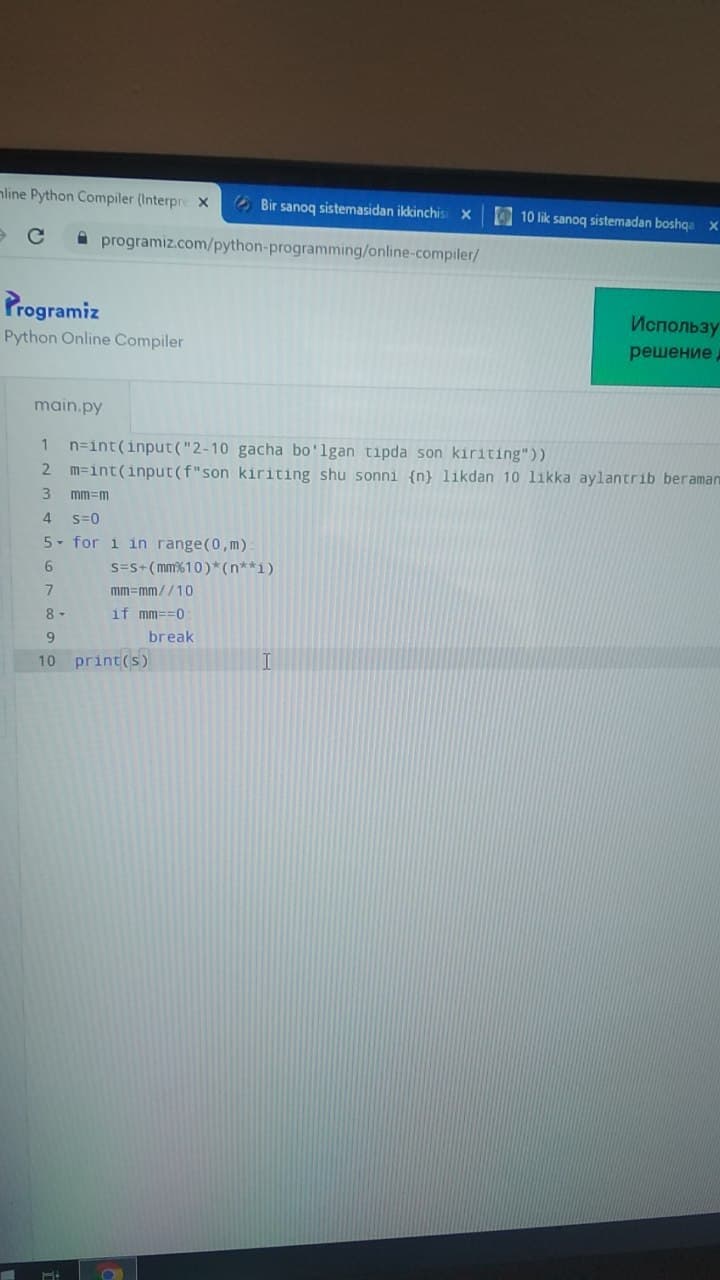 nline Python Compiler (Interpre
Bir sanoq sistemasidan ikkinchis
10 lik sanoq sistemadan boshqa
programiz.com/python-programming/online-compiler/
Programiz
Python Online Compiler
Использу
решение
main.py
1 n=int(input("2-10 gacha bo'lgan tipda son kiriting"))
2 m=int(input(f"son kiriting shu sonni {n} likdan 10 likka aylantrib beraman
3 mm=m
4 s=0
5 for i in range(0,m):
6 s=s+(mm%10)*(n**i)
7 mm=mm//10
8 if mm==0:
9 break
10 print(s)